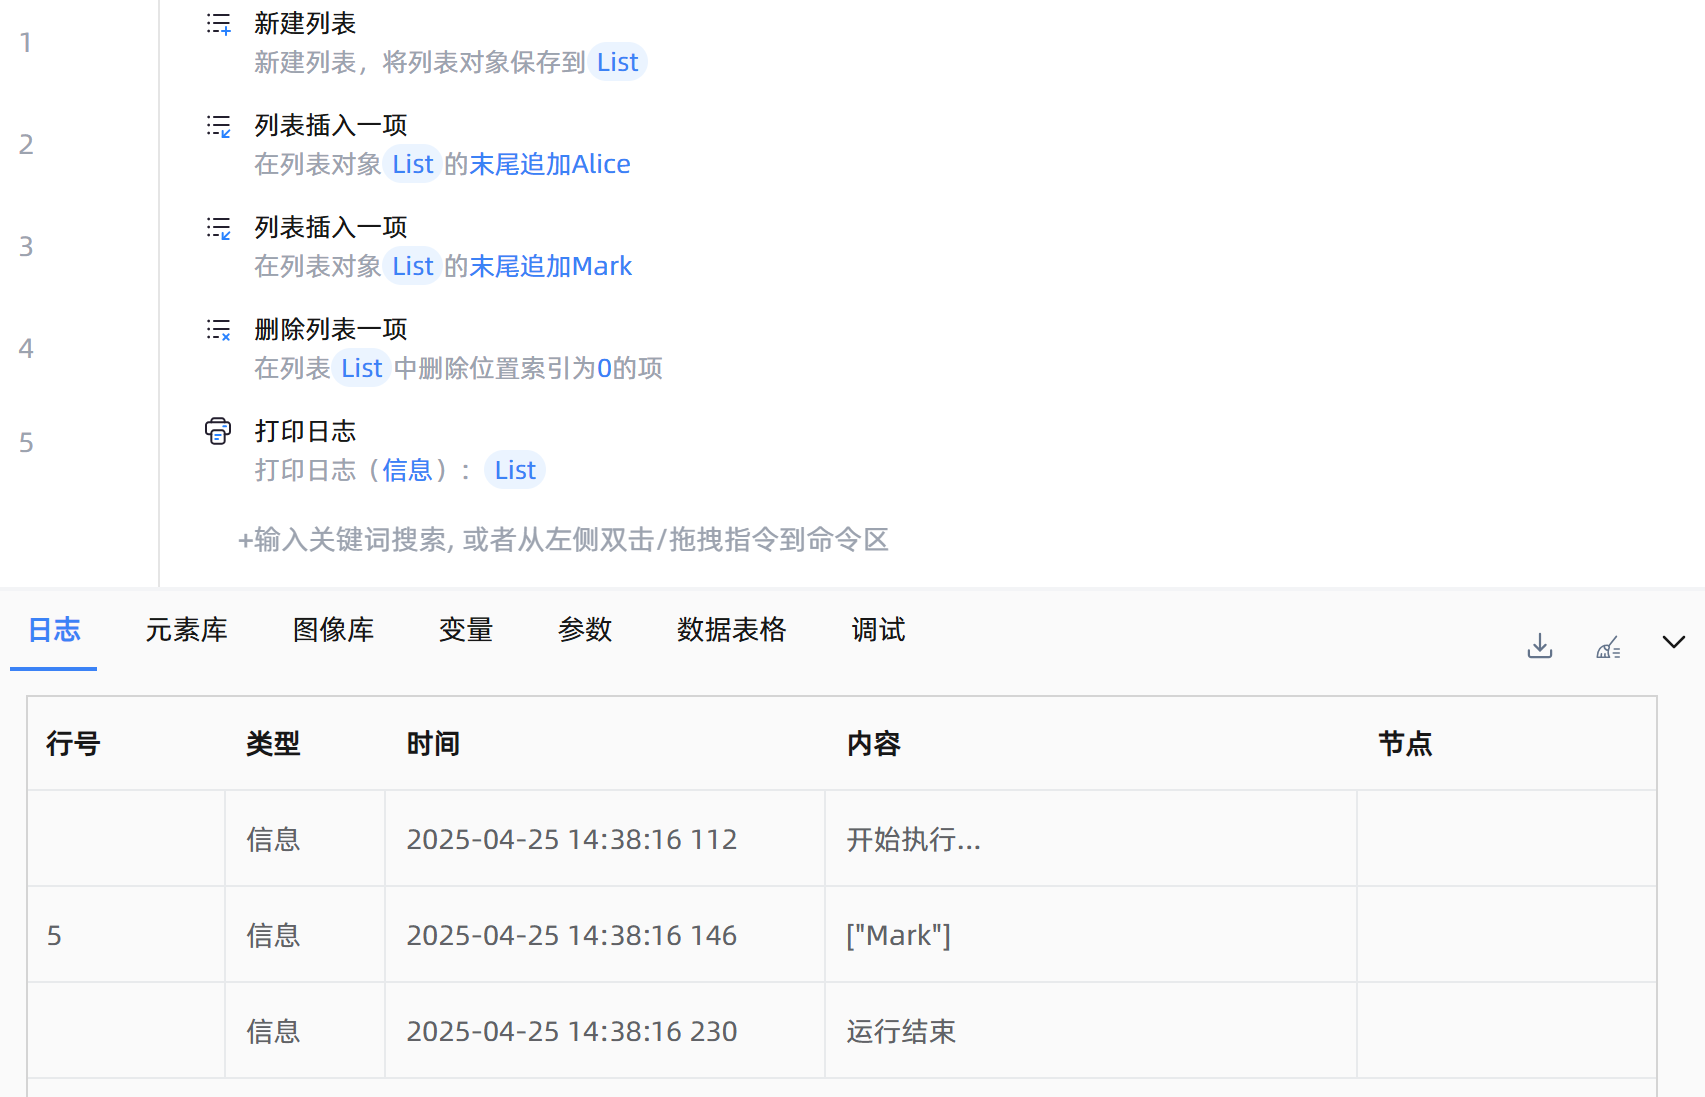 1
新建列表
新建列表，将列表对象保存到 List
2
列表插入一项
在列表对象 List 的末尾追加Alice
3
列表插入一项
在列表对象 List 的末尾追加Mark
4
删除列表一项
在列表 List 中删除位置索引为0的项
5
打印日志
打印日志（信息）： List
+输入关键词搜索, 或者从左侧双击/拖拽指令到命令区
日志 元素库 图像库 变量 参数 数据表格 调试
行号 类型 时间 内容 节点
信息 2025-04-25 14:38:16 112 开始执行...
5 信息 2025-04-25 14:38:16 146 ["Mark"]
信息 2025-04-25 14:38:16 230 运行结束